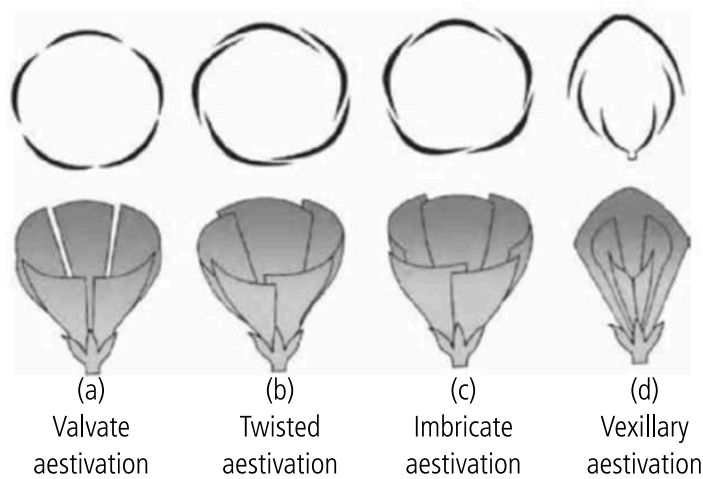 (a) (b) (c) (d)
Valvate Twisted Imbricate Vexillary
aestivation aestivation aestivation aestivation